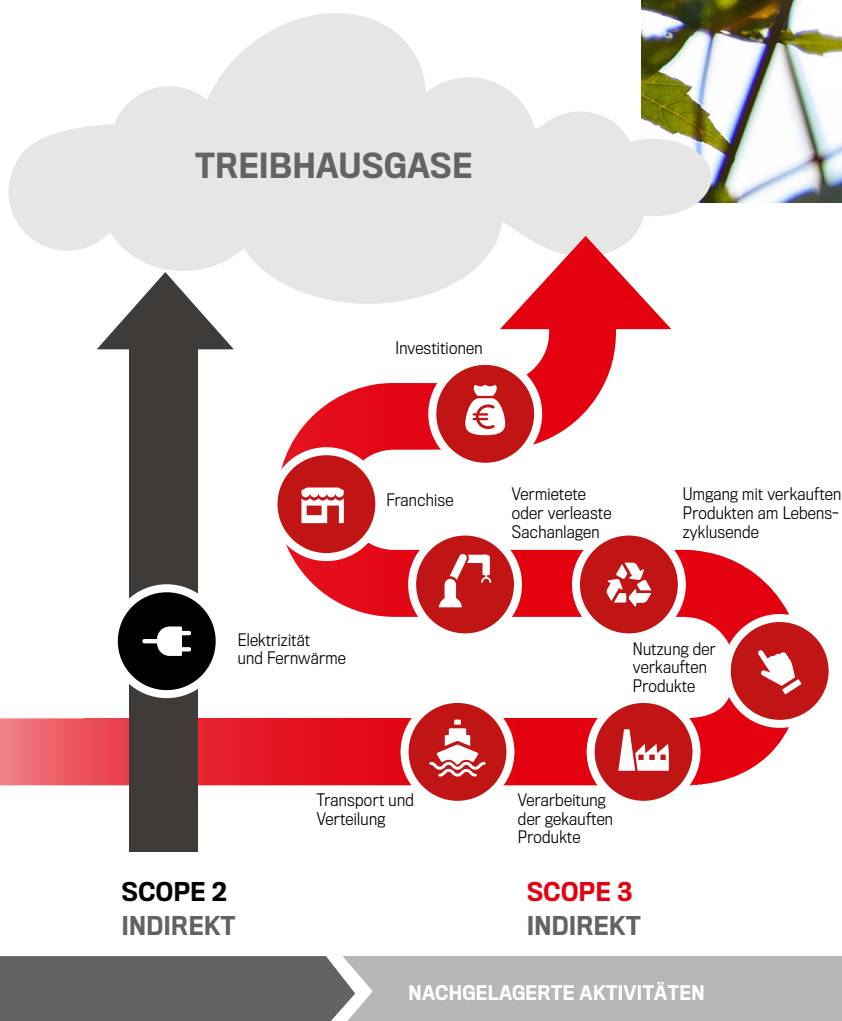 TREIBHAUSGASE
Investitionen
Franchise
Vermietete
oder verleaste
Sachanlagen
Umgang mit verkauften
Produkten am Lebens-
zyklusende
Elektrizität
und Fernwärme
Nutzung der
verkauften
Produkte
Transport und
Verteilung
Verarbeitung
der gekauften
Produkte
SCOPE 2
INDIREKT
SCOPE 3
INDIREKT
NACHGELAGERTE AKTIVITÄTEN